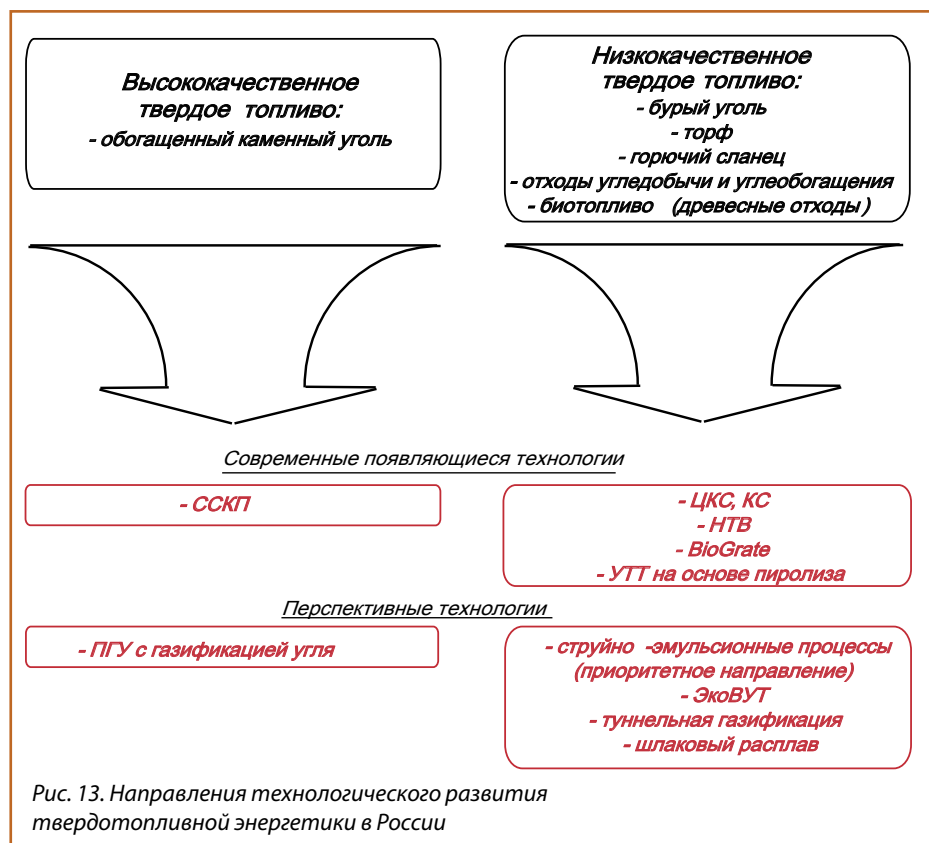 Высококачественное
твердое топливо:
- обогащенный каменный уголь
Низкокачественное
твердое топливо:
- бурый уголь
- торф
- горючий сланец
- отходы угледобычи и углеобогащения
- биотопливо (древесные отходы)
Современные появляющиеся технологии
- ССКП
- ЦКС, КС
- НТВ
- BioGrate
- УТТ на основе пиролиза
Перспективные технологии
- ПГУ с газификацией угля
- струйно -эмульсионные процессы
(приоритетное направление)
- ЭкоВУТ
- туннельная газификация
- шлаковый расплав
Рис. 13. Направления технологического развития
твердотопливной энергетики в России